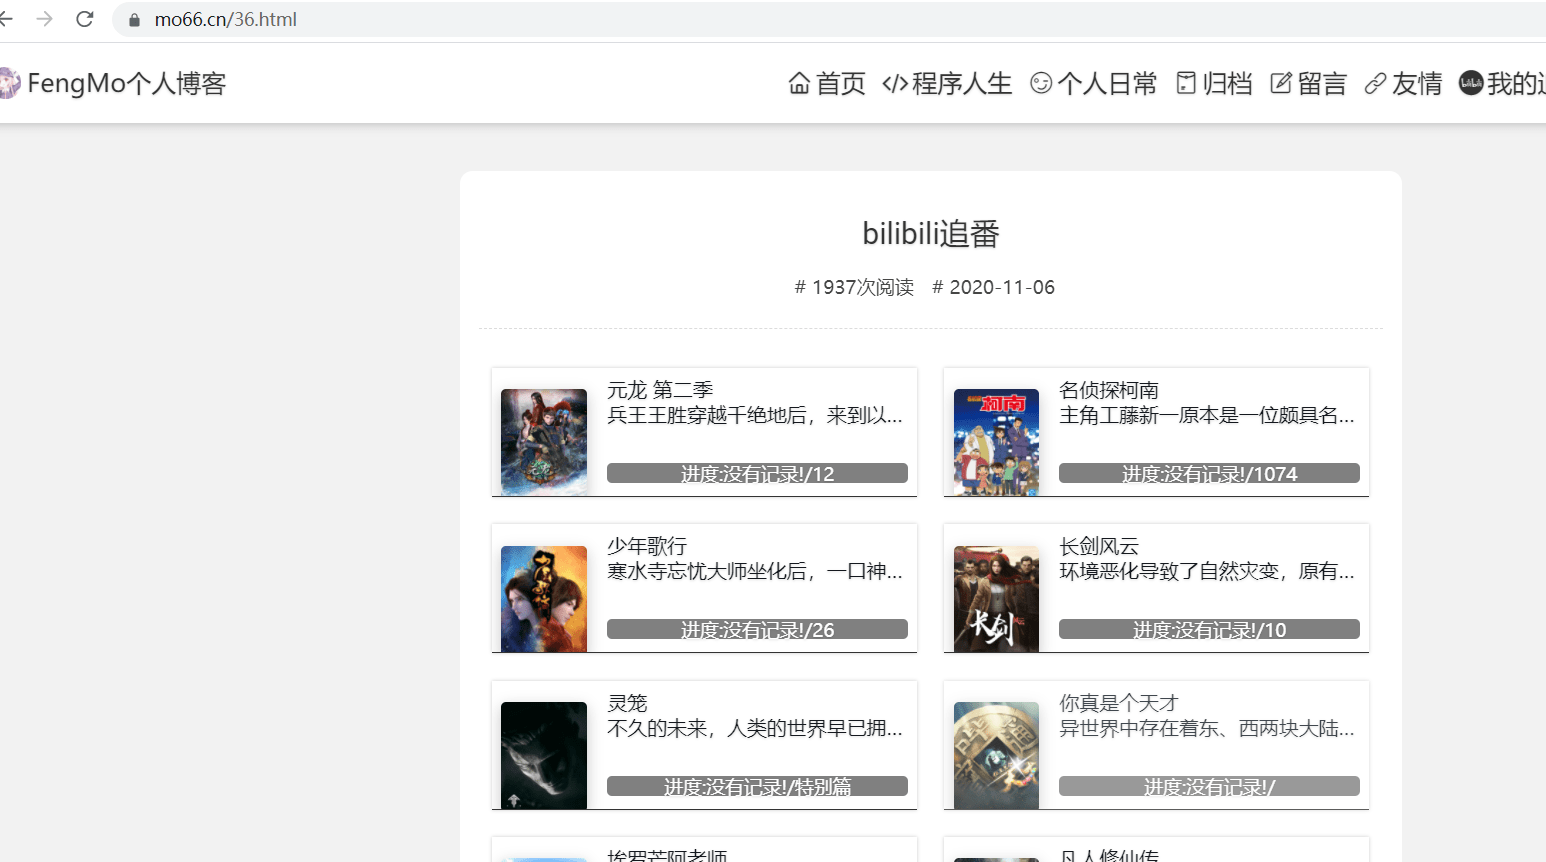 mo66.cn/36.html
FengMo个人博客
首页 程序人生 个人日常 归档 留言 友情 我的
bilibili追番
# 1937次阅读 # 2020-11-06
元龙 第二季
兵王王胜穿越千绝地后，来到以...
进度:没有记录!/12
名侦探柯南
主角工藤新一原本是一位颇具名...
进度:没有记录!/1074
少年歌行
寒水寺忘忧大师坐化后，一口神...
进度:没有记录!/26
长剑风云
环境恶化导致了自然灾变，原有...
进度:没有记录!/10
灵笼
不久的未来，人类的世界早已拥...
进度:没有记录!/特别篇
你真是个天才
异世界中存在着东、西两块大陆...
进度:没有记录!/
埃罗芒阿老师
凡人修仙传
柯南
长剑